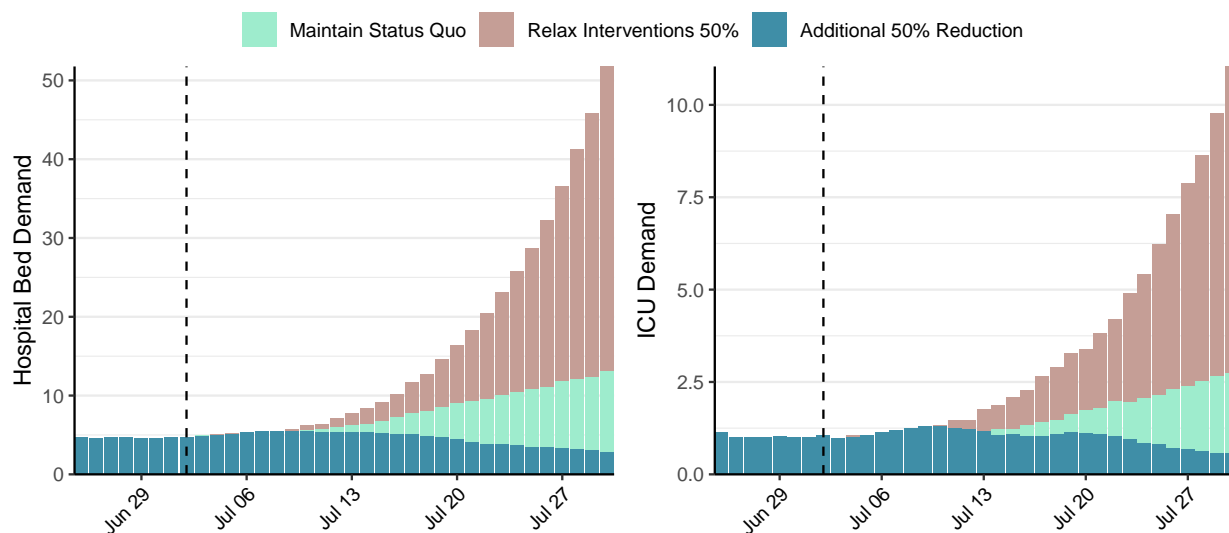 Maintain Status Quo Relax Interventions 50% Additional 50% Reduction
Hospital Bed Demand
50
40
30
20
10
0
Jun 29 Jul 06 Jul 13 Jul 20 Jul 27
ICU Demand
10.0
7.5
5.0
2.5
0.0
Jun 29 Jul 06 Jul 13 Jul 20 Jul 27